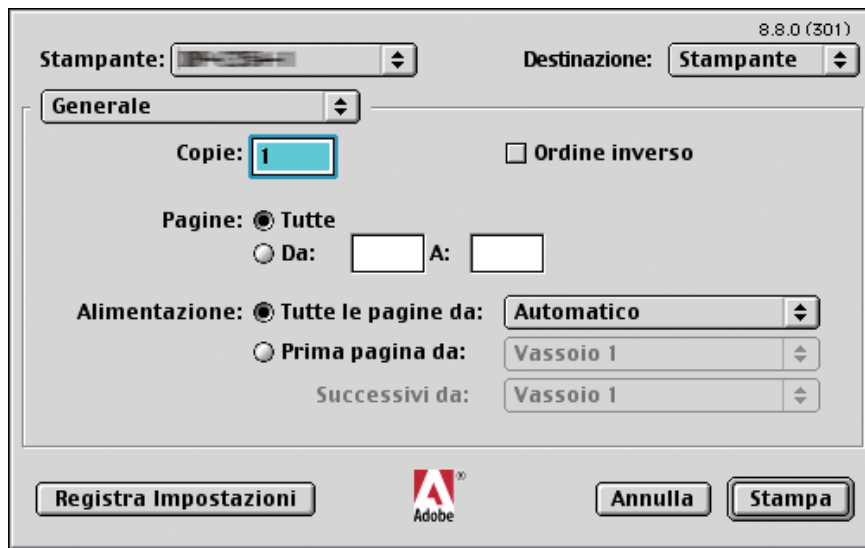 8.8.0 (301)
Stampante: Destinazione: Stampante
Generale
Copie: 1 Ordine inverso
Pagine: Tutte
Da: A:
Alimentazione: Tutte le pagine da: Automatico
Prima pagina da: Vassoio 1
Successivi da: Vassoio 1
Registra Impostazioni Adobe® Annulla Stampa